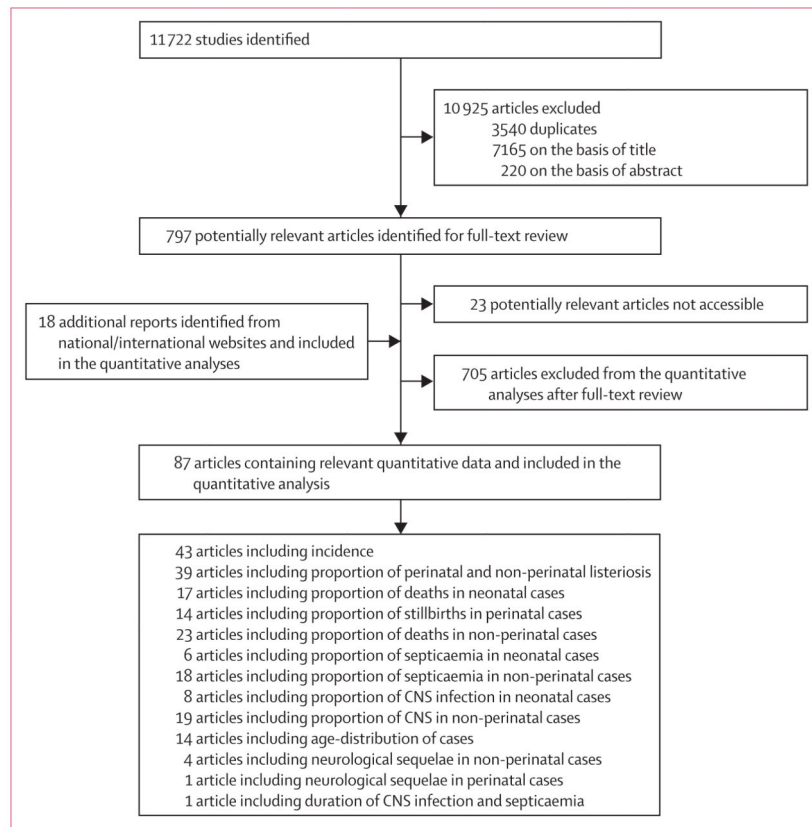 11 722 studies identified
10 925 articles excluded
3540 duplicates
7165 on the basis of title
220 on the basis of abstract
797 potentially relevant articles identified for full-text review
23 potentially relevant articles not accessible
18 additional reports identified from
national/international websites and included
in the quantitative analyses
705 articles excluded from the quantitative
analyses after full-text review
87 articles containing relevant quantitative data and included in the
quantitative analysis
43 articles including incidence
39 articles including proportion of perinatal and non-perinatal listeriosis
17 articles including proportion of deaths in neonatal cases
14 articles including proportion of stillbirths in perinatal cases
23 articles including proportion of deaths in non-perinatal cases
6 articles including proportion of septicaemia in neonatal cases
18 articles including proportion of septicaemia in non-perinatal cases
8 articles including proportion of CNS infection in neonatal cases
19 articles including proportion of CNS in non-perinatal cases
14 articles including age-distribution of cases
4 articles including neurological sequelae in non-perinatal cases
1 article including neurological sequelae in perinatal cases
1 article including duration of CNS infection and septicaemia